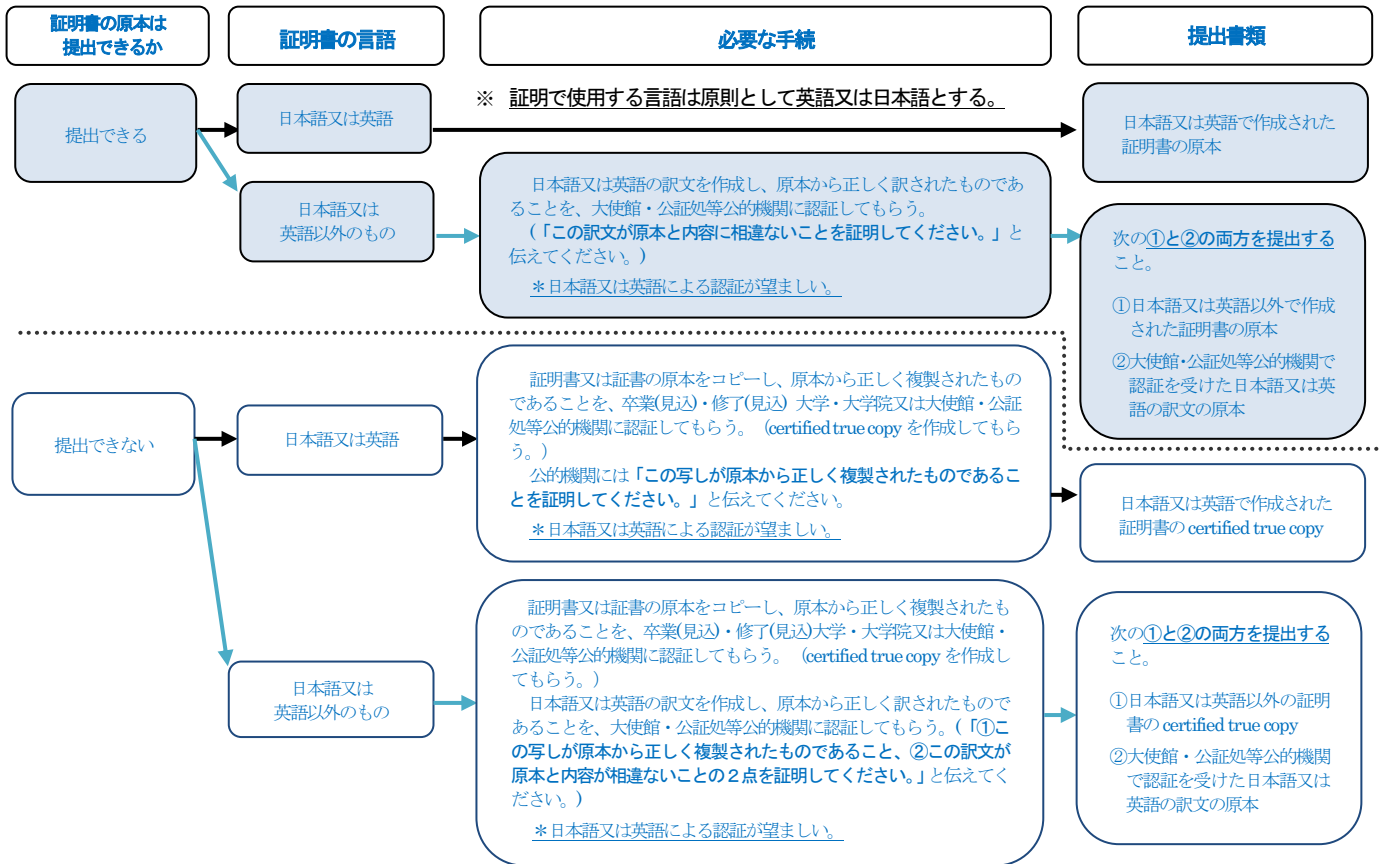 証明書の原本は
提出できるか
証明書の言語
必要な手続
提出書類
※ 証明で使用する言語は原則として英語又は日本語とする。
提出できる
日本語又は英語
日本語又は英語で作成された
証明書の原本
日本語又は
英語以外のもの
日本語又は英語の訳文を作成し、原本から正しく訳されたものであ
ることを、大使館・公証処等公的機関に認証してもらう。
(「この訳文が原本と内容に相違ないことを証明してください。」と
伝えてください。)
＊日本語又は英語による認証が望ましい。
次の①と②の両方を提出する
こと。
①日本語又は英語以外で作成
された証明書の原本
②大使館・公証処等公的機関で
認証を受けた日本語又は英
語の訳文の原本
提出できない
日本語又は英語
証明書又は証書の原本をコピーし、原本から正しく複製されたもの
であることを、卒業(見込)・修了(見込) 大学・大学院又は大使館・公証
処等公的機関に認証してもらう。 (certified true copy を作成してもら
う。)
公的機関には「この写しが原本から正しく複製されたものであるこ
とを証明してください。」と伝えてください。
＊日本語又は英語による認証が望ましい。
日本語又は英語で作成された
証明書の certified true copy
日本語又は
英語以外のもの
証明書又は証書の原本をコピーし、原本から正しく複製されたも
のであることを、卒業(見込)・修了(見込)大学・大学院又は大使館・
公証処等公的機関に認証してもらう。 (certified true copy を作成し
てもらう。)
日本語又は英語の訳文を作成し、原本から正しく訳されたもので
あることを、大使館・公証処等公的機関に認証してもらう。(「①こ
の写しが原本から正しく複製されたものであること、②この訳文が
原本と内容が相違ないことの２点を証明してください。」と伝えてく
ださい。)
＊日本語又は英語による認証が望ましい。
次の①と②の両方を提出する
こと。
①日本語又は英語以外の証明
書の certified true copy
②大使館・公証処等公的機関
で認証を受けた日本語又は
英語の訳文の原本